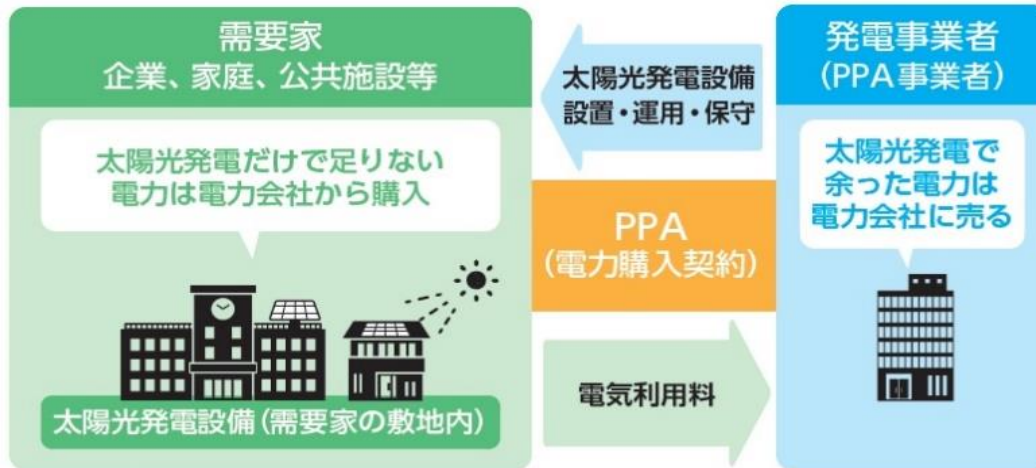 需要家
企業、家庭、公共施設等
太陽光発電だけで足りない
電力は電力会社から購入
太陽光発電設備（需要家の敷地内）
太陽光発電設備
設置・運用・保守
PPA
（電力購入契約）
電気利用料
発電事業者
（PPA事業者）
太陽光発電で
余った電力は
電力会社に売る